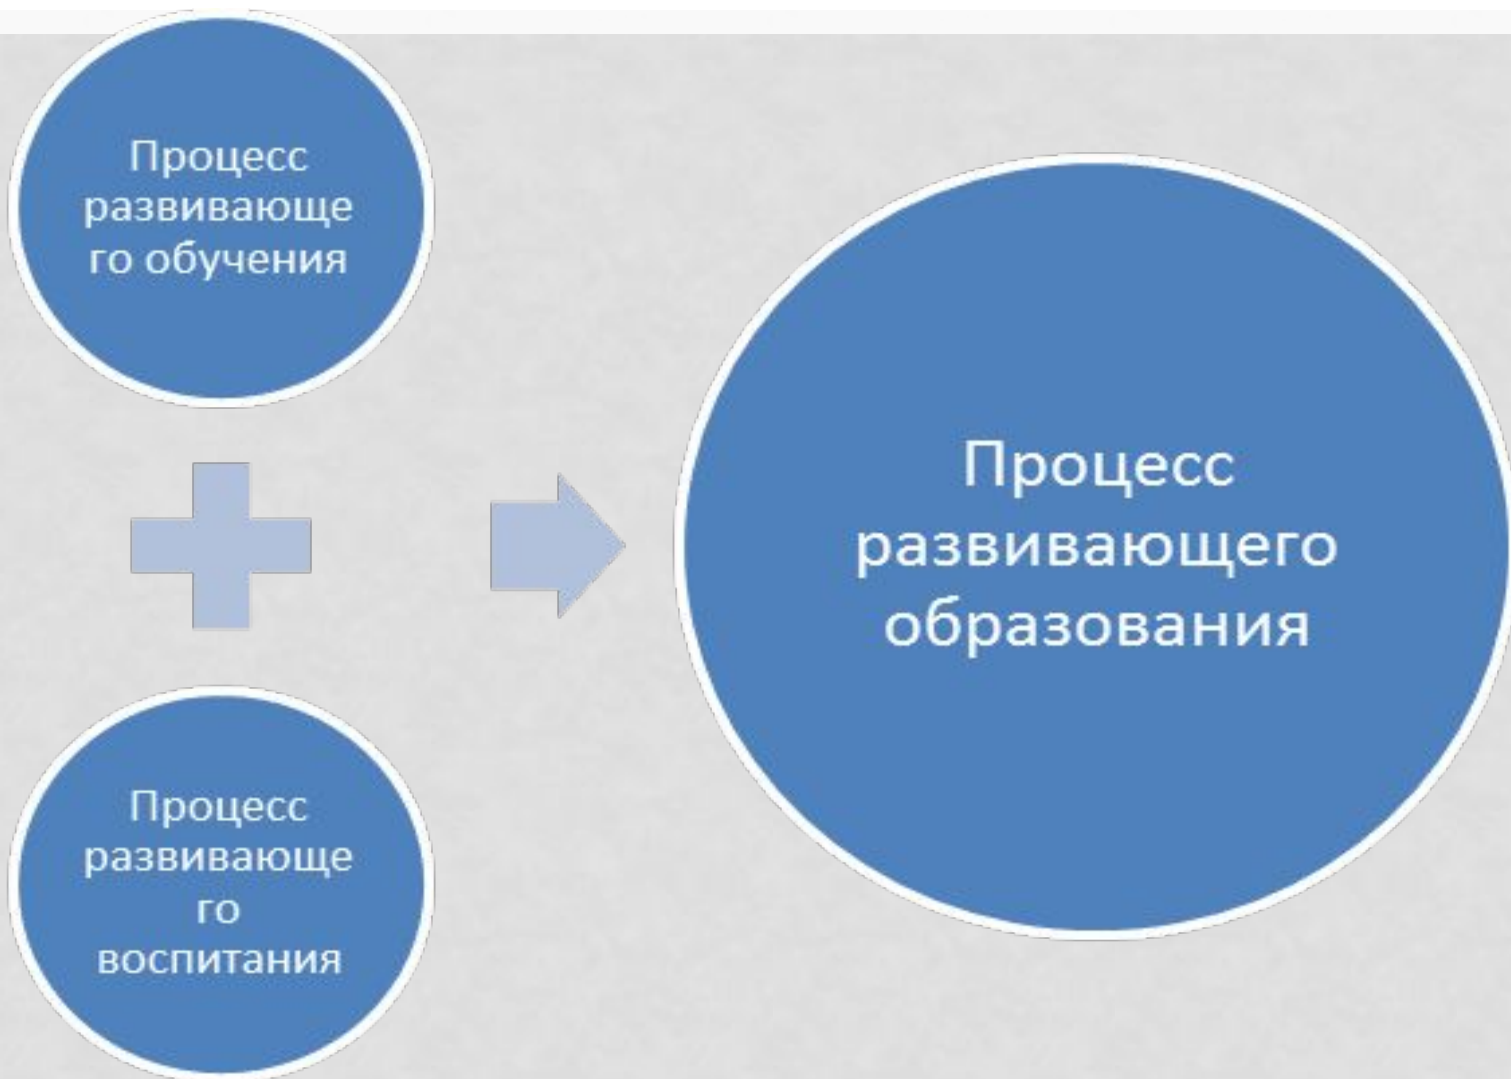 Процесс
развивающе
го обучения
Процесс
развивающе
го
воспитания
Процесс
развивающего
образования